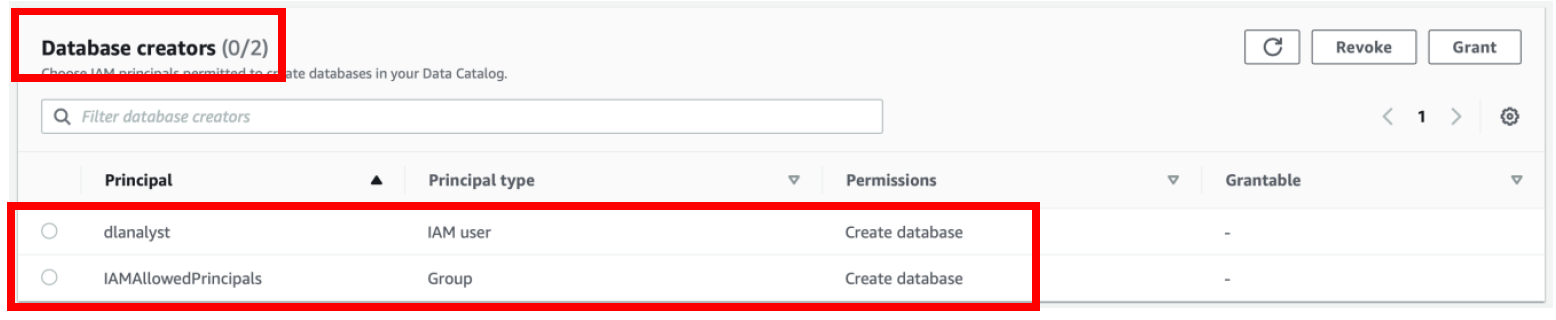 Database creators (0/2)
Revoke
Grant
Choose IAM principals permitted to create databases in your Data Catalog.
Filter database creators
1
Principal Principal type Permissions Grantable
dlanalyst IAM user Create database -
IAMAllowedPrincipals Group Create database -